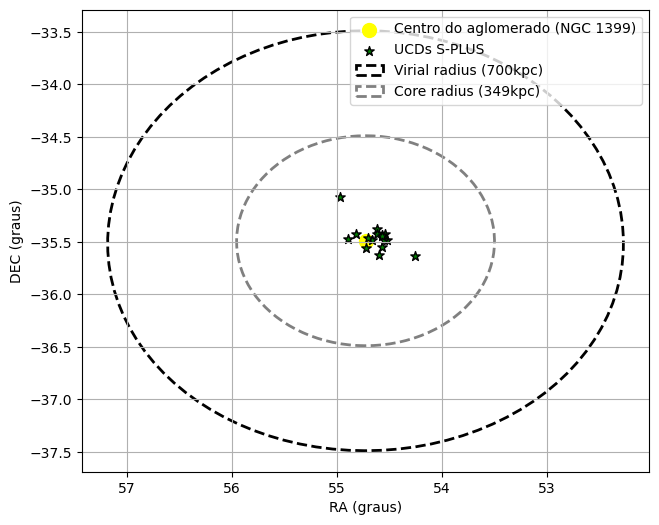 Centro do aglomerado (NGC 1399)
UCDs S-PLUS
Virial radius (700kpc)
Core radius (349kpc)
−33.5
−34.0
−34.5
−35.0
−35.5
−36.0
−36.5
−37.0
−37.5
DEC (graus)
57 56 55 54 53
RA (graus)